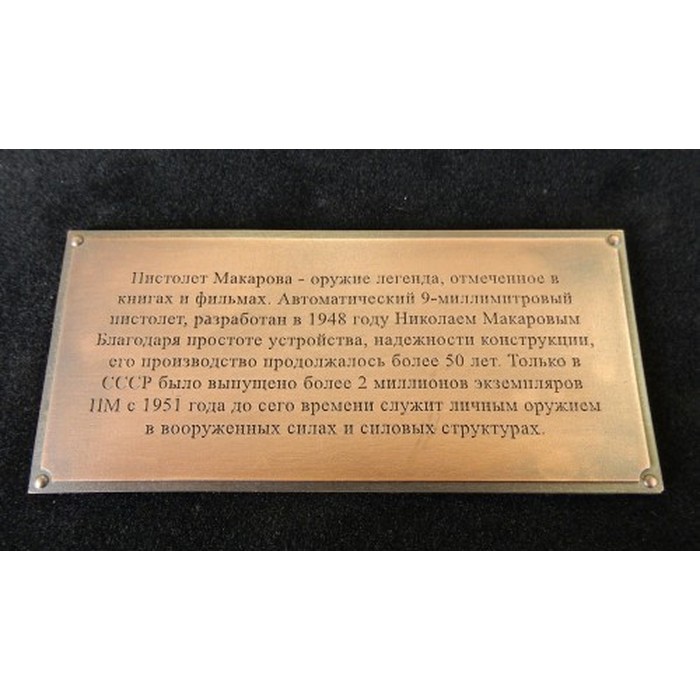 Пистолет Макарова - оружие легенда, отмеченное в
книгах и фильмах. Автоматический 9-миллимитровый
пистолет, разработан в 1948 году Николаем Макаровым
Благодаря простоте устройства, надежности конструкции,
его производство продолжалось более 50 лет. Только в
СССР было выпущено более 2 миллионов экземпляров
ПМ с 1951 года до сего времени служит личным оружием
в вооруженных силах и силовых структурах.